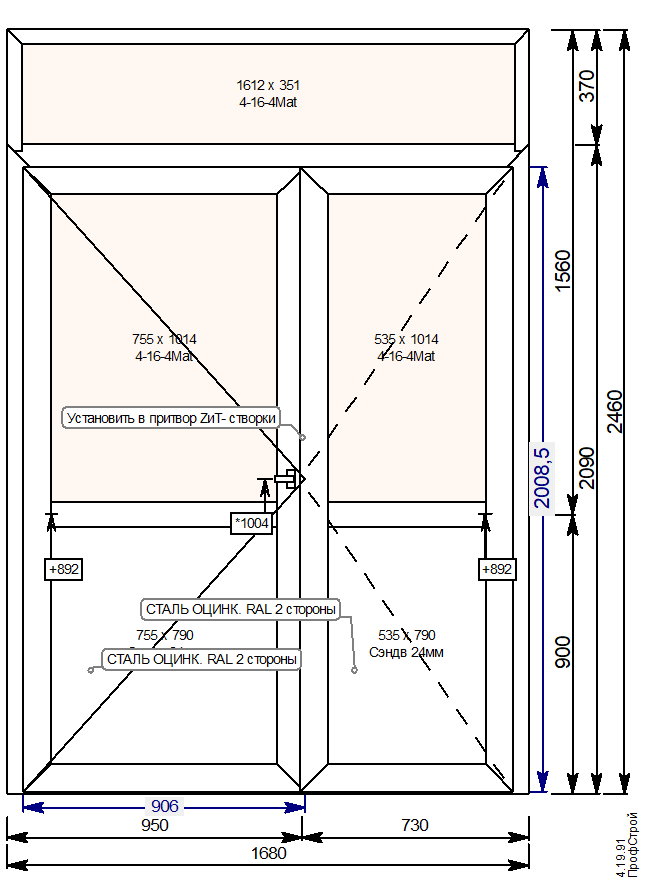 1612 x 351
4-16-4Mat
370
755 x 1014
4-16-4Mat
535 x 1014
4-16-4Mat
1560
Установить в притвор ZиТ- створки
2460
2090
2008,5
*1004
+892
+892
СТАЛЬ ОЦИНК. RAL 2 стороны
755 x 790
535 x 790
Сэндв 24мм
СТАЛЬ ОЦИНК. RAL 2 стороны
900
906
950
730
1680
4.19.91
ПрофСтрой